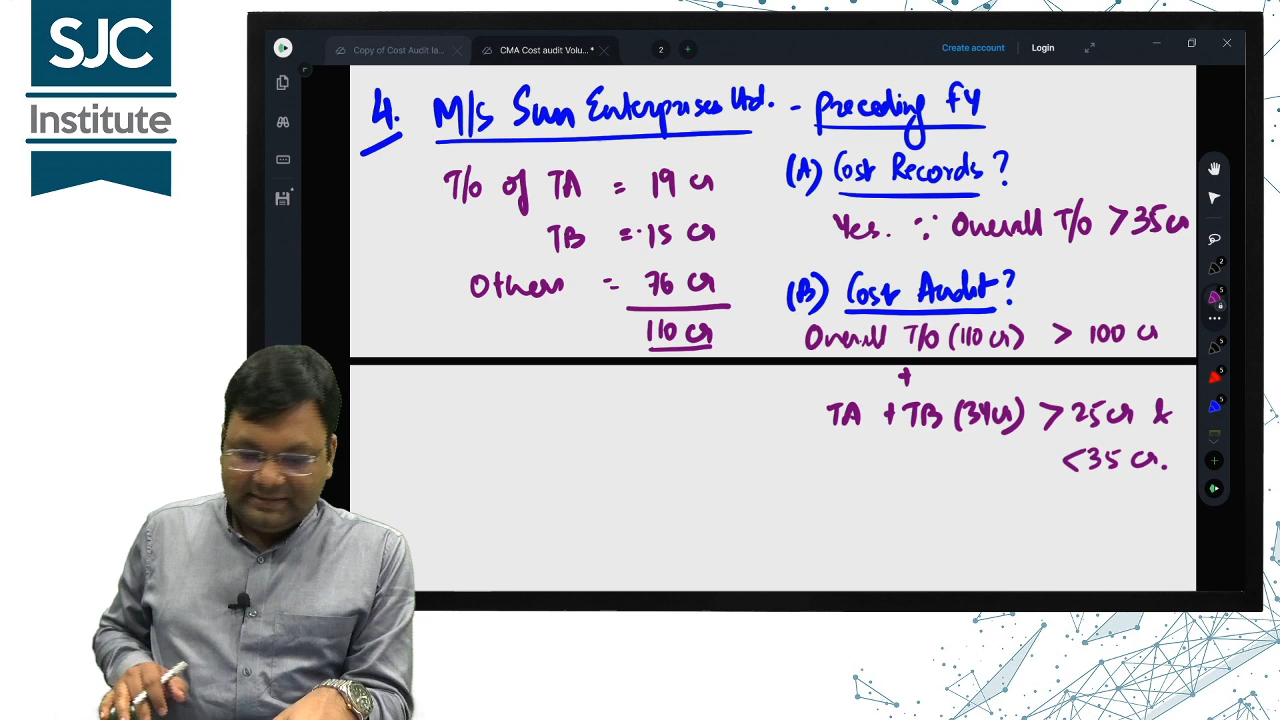 SJC
Institute
Copy of Cost Audit la...
CMA Cost audit Volu...*
2
Create account
Login
4. M/s Sun Enterprises Ltd. - preceding FY
T/o of TA = 19 cr
TB = 15 cr
Others = 76 cr
110 cr
(A) Cost Records?
Yes. ∵ Overall T/o > 35 cr
(B) Cost Audit?
Overall T/o (110 cr) > 100 cr
+
TA + TB (34cr) > 25 cr &
< 35 cr.